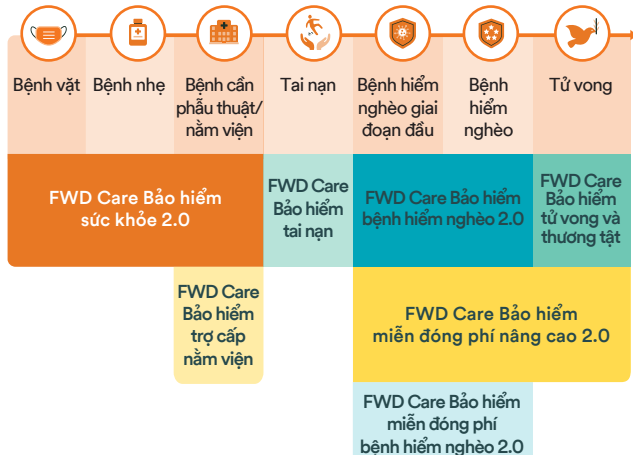 Bệnh vặt
Bệnh nhẹ
Bệnh cần
phẫu thuật/
nằm viện
Tai nạn
Bệnh hiểm
nghèo giai
đoạn đầu
Bệnh
hiểm
nghèo
Tử vong
FWD Care Bảo hiểm
sức khỏe 2.0
FWD Care
Bảo hiểm
tai nạn
FWD Care Bảo hiểm
bệnh hiểm nghèo 2.0
FWD Care
Bảo hiểm
tử vong và
thương tật
FWD Care
Bảo hiểm
trợ cấp
nằm viện
FWD Care Bảo hiểm
miễn đóng phí nâng cao 2.0
FWD Care Bảo hiểm
miễn đóng phí
bệnh hiểm nghèo 2.0